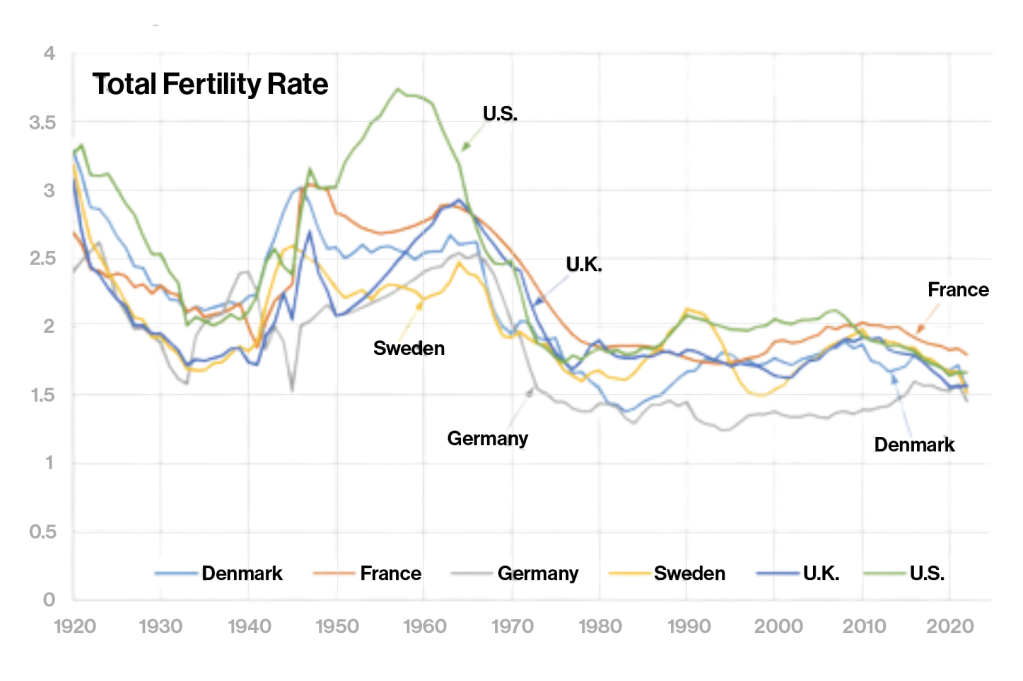 Total Fertility Rate
4
3.5
3
2.5
2
1.5
1
0.5
0
U.S.
U.K.
France
Sweden
Germany
Denmark
Denmark France Germany Sweden U.K. U.S.
1920 1930 1940 1950 1960 1970 1980 1990 2000 2010 2020